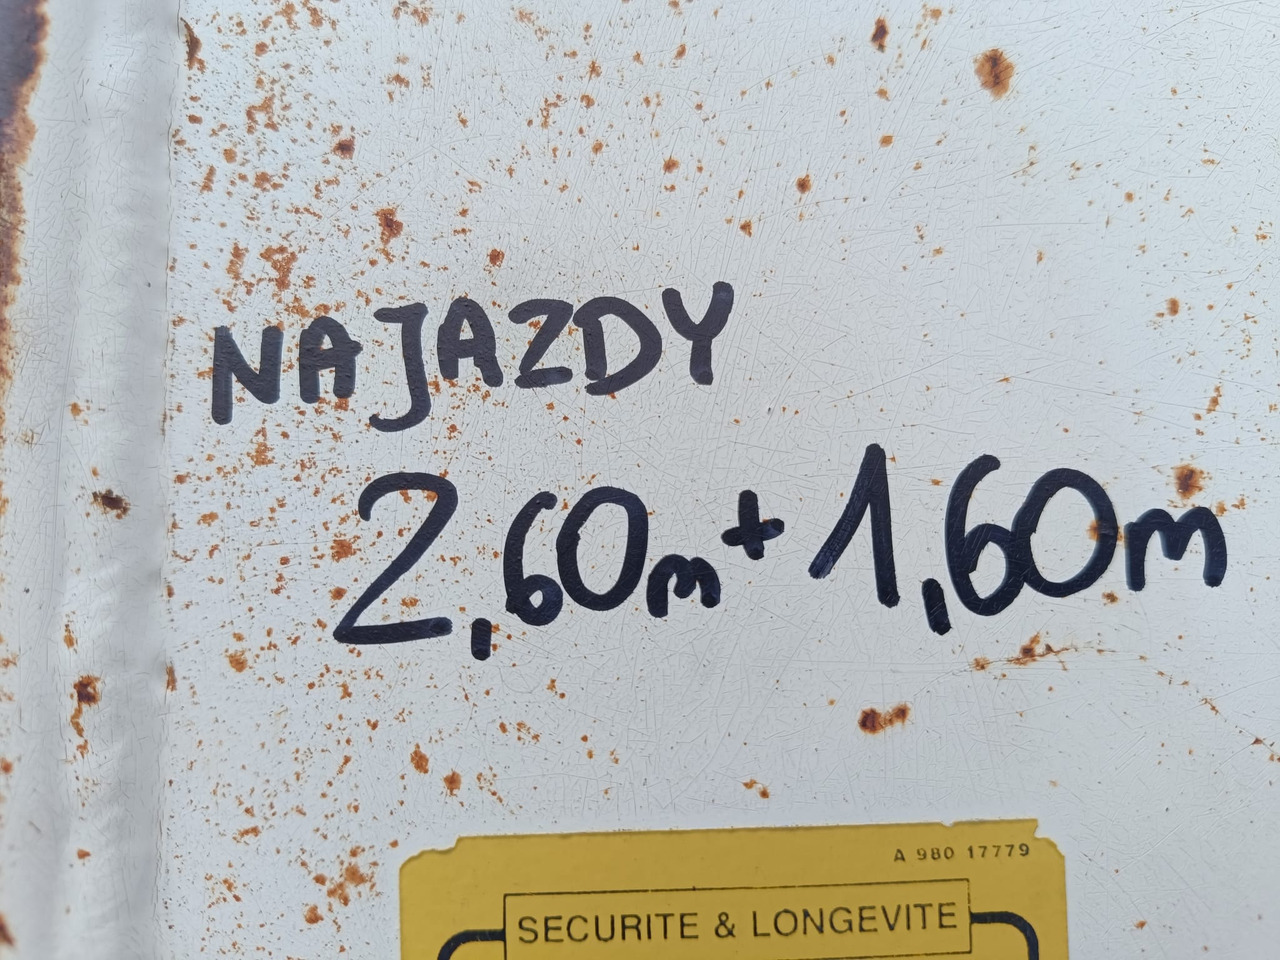 NAJAZDY
2,60m + 1,60m
A 980 17779
SECURITE & LONGEVITE